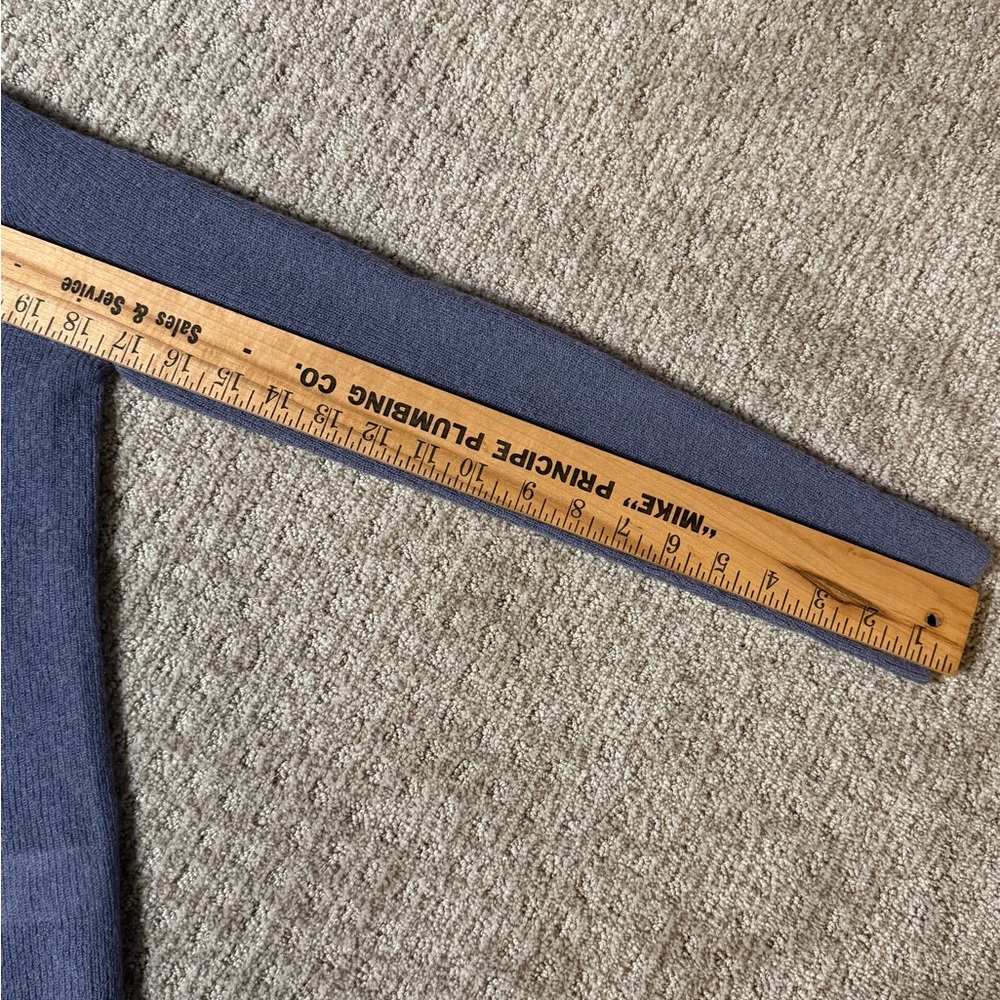 “MIKE” PRINCIPE PLUMBING CO. - Sales & Service -
1 2 3 4 5 6 7 8 9 10 11 12 13 14 15 16 17 18 19